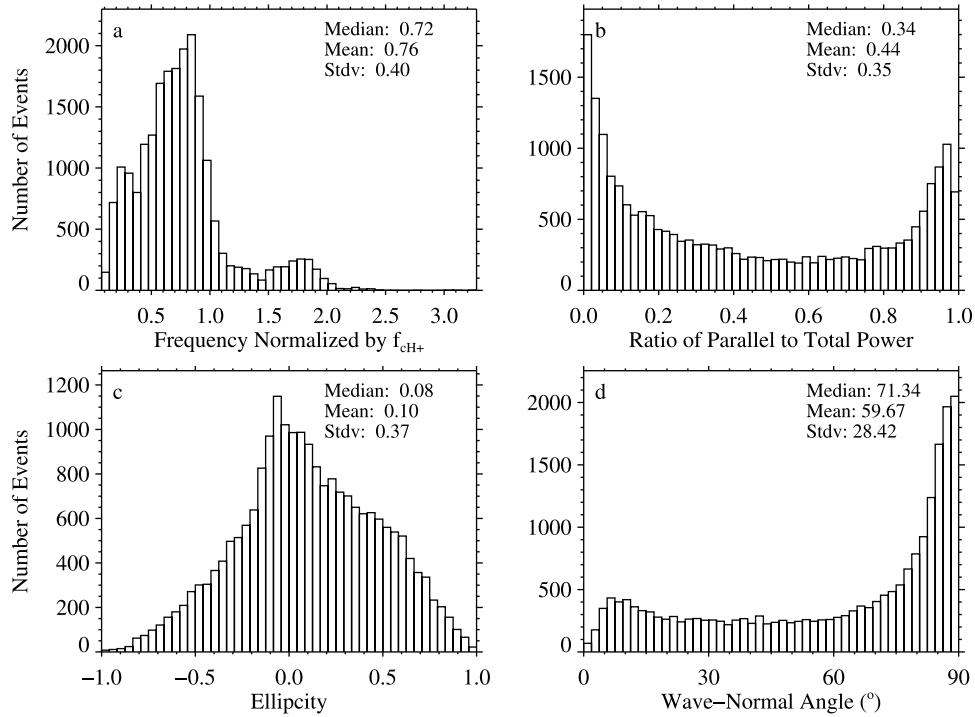 a
Median: 0.72
Mean: 0.76
Stdv: 0.40
2000
1500
1000
500
0
Number of Events
0.5 1.0 1.5 2.0 2.5 3.0
Frequency Normalized by fcH+
b
Median: 0.34
Mean: 0.44
Stdv: 0.35
1500
1000
500
0
0.0 0.2 0.4 0.6 0.8 1.0
Ratio of Parallel to Total Power
c
Median: 0.08
Mean: 0.10
Stdv: 0.37
1200
1000
800
600
400
200
0
Number of Events
−1.0 −0.5 0.0 0.5 1.0
Ellipcity
d
Median: 71.34
Mean: 59.67
Stdv: 28.42
2000
1500
1000
500
0
0 30 60 90
Wave−Normal Angle (º)